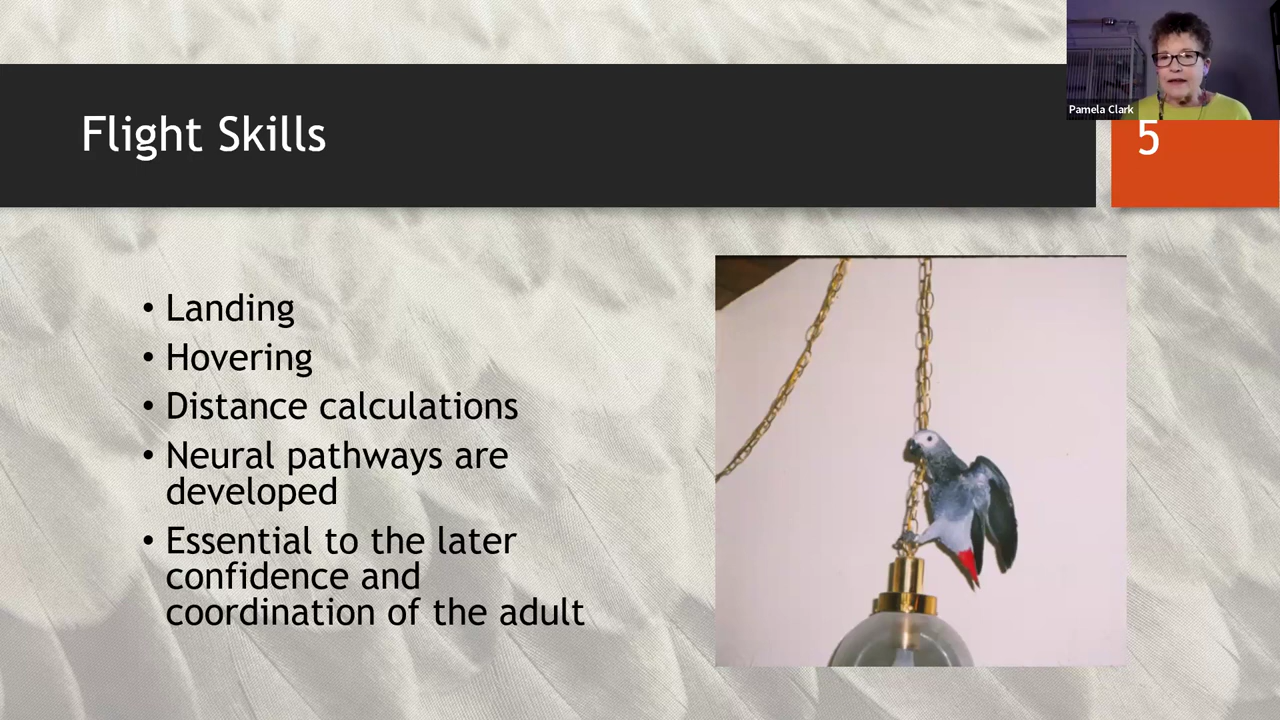 Pamela Clark
Flight Skills
5
• Landing
• Hovering
• Distance calculations
• Neural pathways are
developed
• Essential to the later
confidence and
coordination of the adult